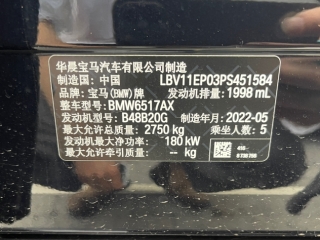 华晨宝马汽车有限公司制造
制造国：中国 LBV11EP03PS451584
品牌：宝马(BMW)牌 发动机排量：1998 mL
整车型号：BMW6517AX
发动机型号：B48B20G 制造年月：2022-05
最大允许总质量：2750 kg 乘坐人数：5
发动机最大净功率：180 kW
最大允许牵引质量：-- kg